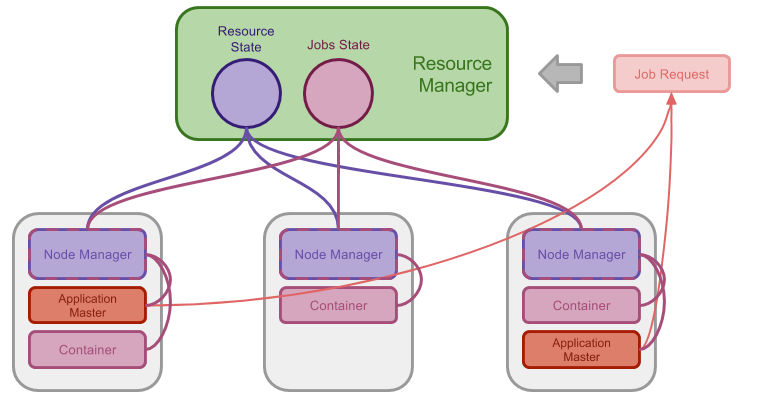 Resource
State
Jobs State
Resource
Manager
Job Request
Node Manager
Application
Master
Container
Node Manager
Container
Node Manager
Container
Application
Master